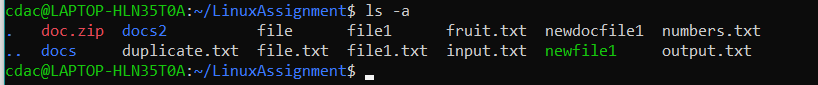 cdac@LAPTOP-HLN35T0A:~/LinuxAssignment$ ls -a
.   doc.zip  docs2          file      file1      fruit.txt  newdocfile1  numbers.txt
..  docs     duplicate.txt  file.txt  file1.txt  input.txt  newfile1     output.txt
cdac@LAPTOP-HLN35T0A:~/LinuxAssignment$